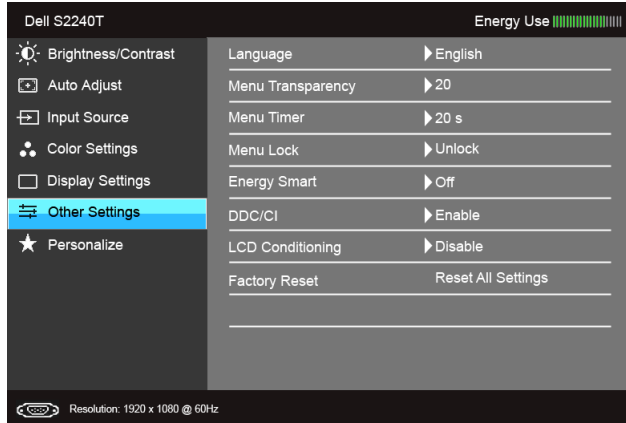 Dell S2240T
Energy Use
Brightness/Contrast
Auto Adjust
Input Source
Color Settings
Display Settings
Other Settings
Personalize
Language English
Menu Transparency 20
Menu Timer 20 s
Menu Lock Unlock
Energy Smart Off
DDC/CI Enable
LCD Conditioning Disable
Factory Reset Reset All Settings
Resolution: 1920 x 1080 @ 60Hz